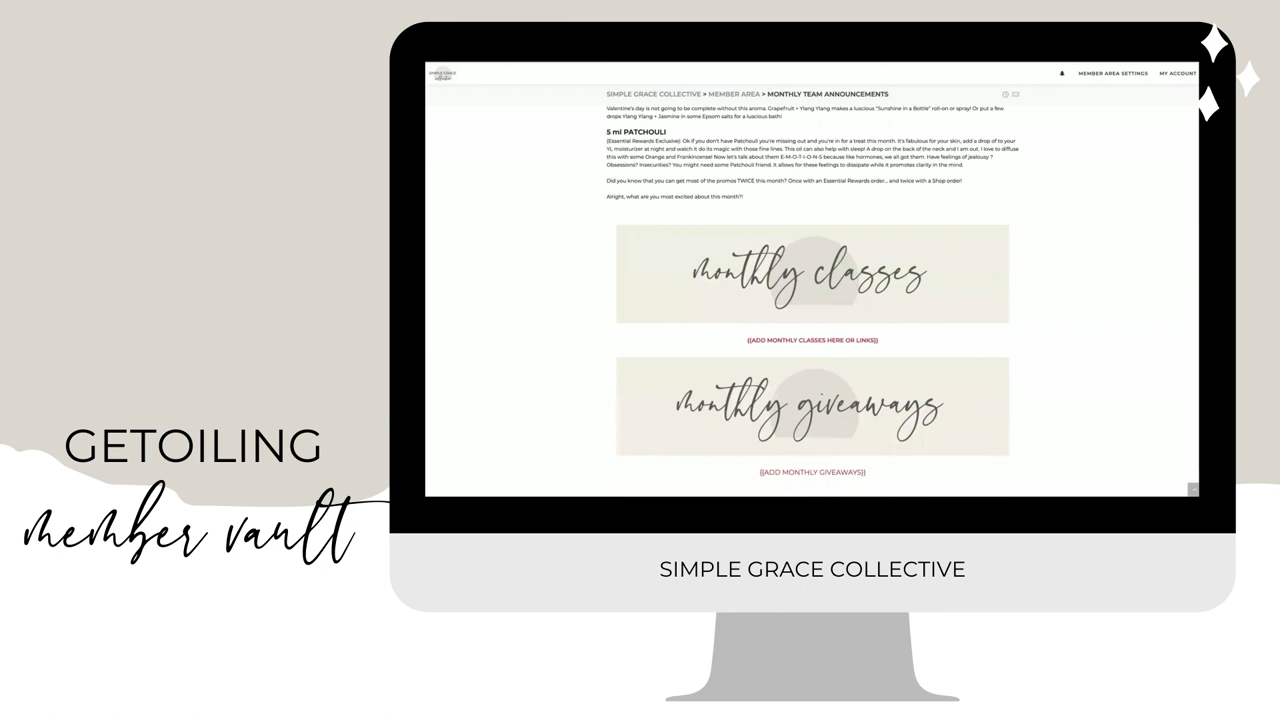 SIMPLE GRACE
collective
MEMBER AREA SETTINGS MY ACCOUNT
SIMPLE GRACE COLLECTIVE > MEMBER AREA > MONTHLY TEAM ANNOUNCEMENTS
Valentine's day is not going to be complete without this aroma. Grapefruit + Ylang Ylang makes a luscious "Sunshine in a Bottle" roll-on or spray! Or put a few
drops Ylang Ylang + Jasmine in some Epsom salts for a luscious bath!
5 ml PATCHOULI
(Essential Rewards Exclusive): Ok if you don't have Patchouli you're missing out and you're in for a treat this month. It's fabulous for your skin, add a drop of to your
YL moisturizer at night and watch it do its magic with those fine lines. This oil can also help with sleep! A drop on the back of the neck and I am out. I love to diffuse
this with some Orange and Frankincense! Now let's talk about them E-M-O-T-I-O-N-S because like hormones, we all got them. Have feelings of jealousy ?
Obsessions? Insecurities? You might need some Patchouli friend. It allows for these feelings to dissipate while it promotes clarity in the mind.
Did you know that you can get most of the promos TWICE this month? Once with an Essential Rewards order... and twice with a Shop order!
Alright, what are you most excited about this month?!
monthly classes
{{ADD MONTHLY CLASSES HERE OR LINKS}}
monthly giveaways
{{ADD MONTHLY GIVEAWAYS}}
GETOILING
member vault
SIMPLE GRACE COLLECTIVE